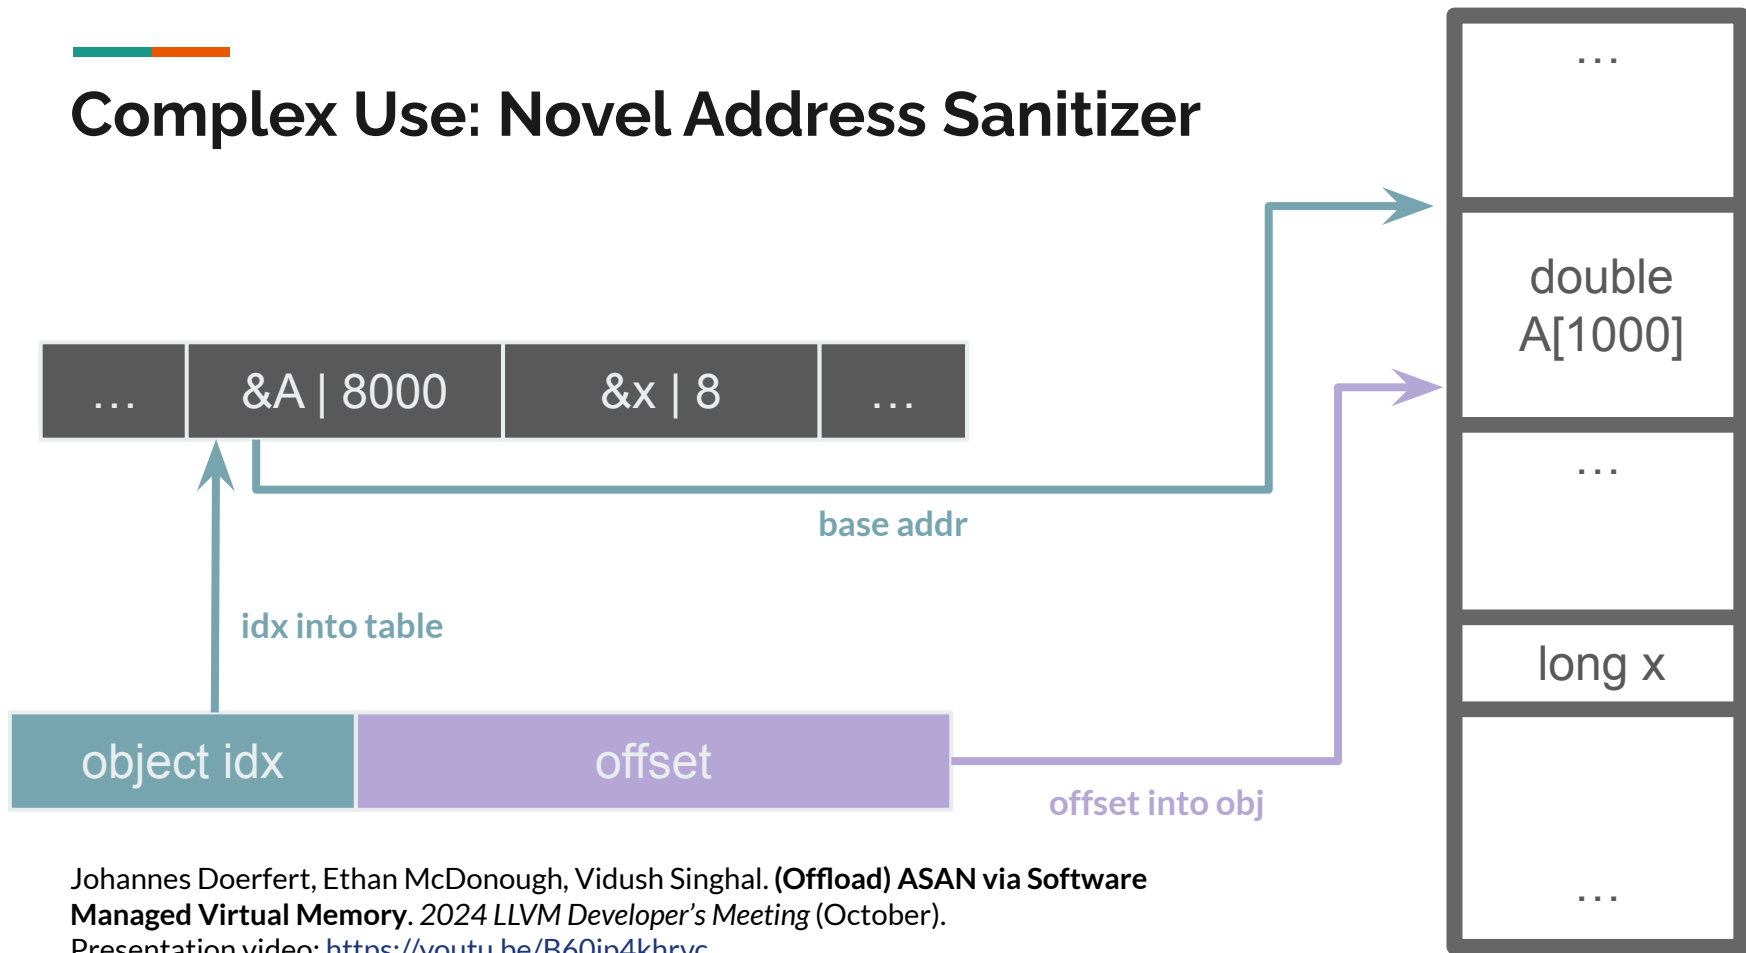 Complex Use: Novel Address Sanitizer
…
double
A[1000]
…
long x
…
… &A | 8000 &x | 8 …
base addr
idx into table
object idx offset
offset into obj
Johannes Doerfert, Ethan McDonough, Vidush Singhal. (Offload) ASAN via Software
Managed Virtual Memory. 2024 LLVM Developer's Meeting (October).
Presentation video: